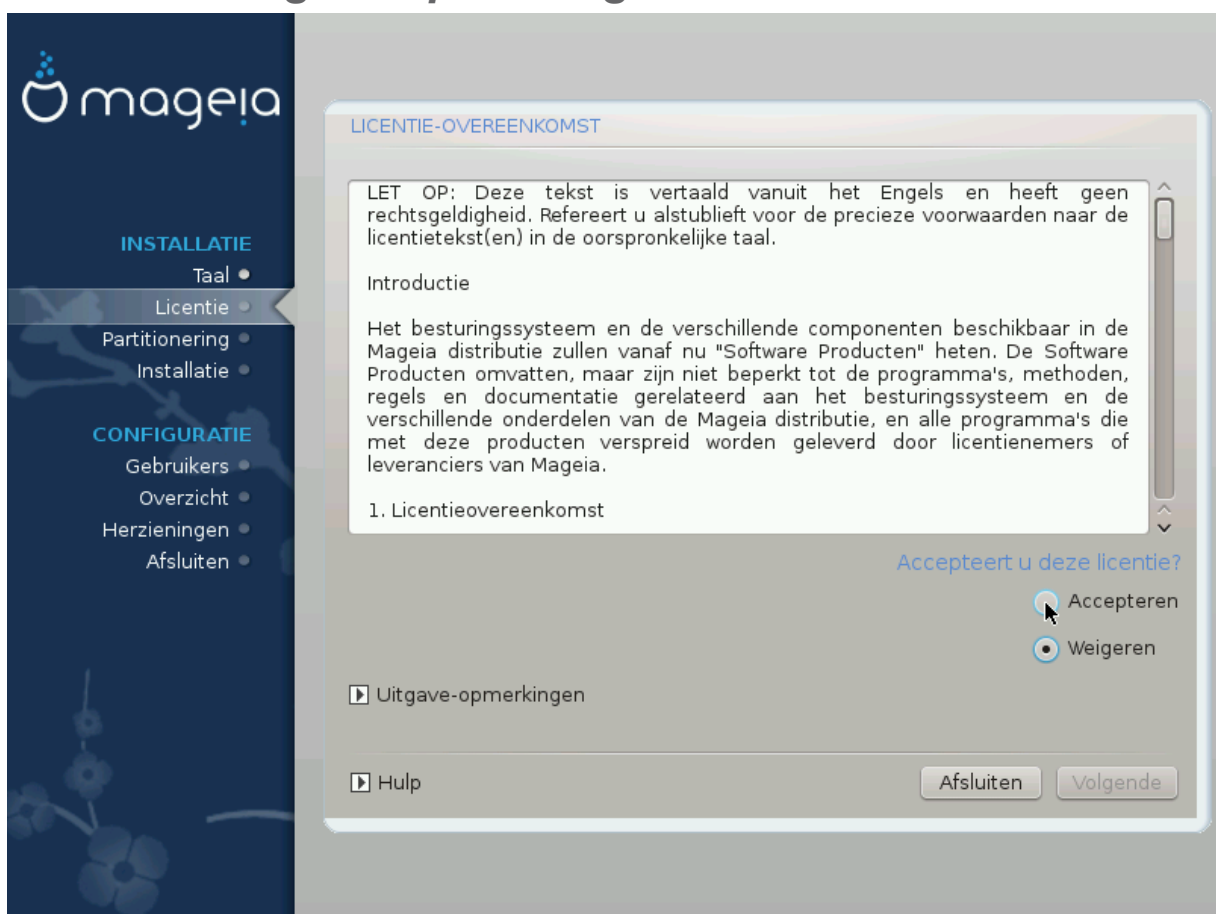 mageia
INSTALLATIE
Taal
Licentie
Partitionering
Installatie
CONFIGURATIE
Gebruikers
Overzicht
Herzieningen
Afsluiten
LICENTIE-OVEREENKOMST
LET OP: Deze tekst is vertaald vanuit het Engels en heeft geen
rechtsgeldigheid. Refereert u alstublieft voor de precieze voorwaarden naar de
licentietekst(en) in de oorspronkelijke taal.
Introductie
Het besturingssysteem en de verschillende componenten beschikbaar in de
Mageia distributie zullen vanaf nu "Software Producten" heten. De Software
Producten omvatten, maar zijn niet beperkt tot de programma's, methoden,
regels en documentatie gerelateerd aan het besturingssysteem en de
verschillende onderdelen van de Mageia distributie, en alle programma's die
met deze producten verspreid worden geleverd door licentienemers of
leveranciers van Mageia.
1. Licentieovereenkomst
Accepteert u deze licentie?
Accepteren
Weigeren
Uitgave-opmerkingen
Hulp
Afsluiten
Volgende